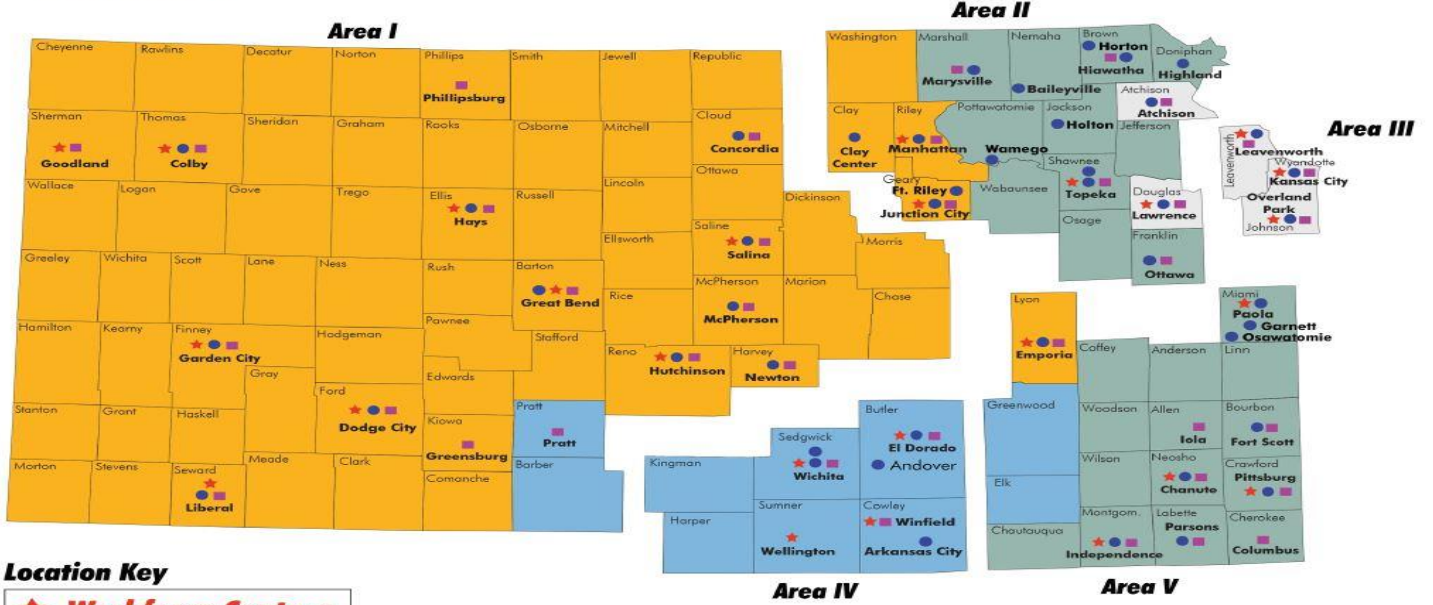 Area I
Area II
Area III
Cheyenne
Rawlins
Decatur
Norton
Phillips
Phillipsburg
Smith
Jewell
Republic
Sherman
Goodland
Thomas
Colby
Sheridan
Graham
Rooks
Osborne
Mitchell
Cloud
Concordia
Wallace
Logan
Gove
Trego
Ellis
Hays
Russell
Lincoln
Ottawa
Dickinson
Saline
Salina
Ellsworth
Morris
Greeley
Wichita
Scott
Lane
Ness
Rush
Barton
Great Bend
Rice
McPherson
McPherson
Marion
Chase
Hamilton
Kearny
Finney
Garden City
Hodgeman
Pawnee
Stafford
Reno
Hutchinson
Harvey
Newton
Gray
Ford
Dodge City
Edwards
Stanton
Grant
Haskell
Kiowa
Greensburg
Pratt
Pratt
Morton
Stevens
Seward
Liberal
Meade
Clark
Comanche
Barber
Washington
Marshall
Marysville
Nemaha
Baileyville
Brown
Horton
Hiawatha
Doniphan
Highland
Atchison
Atchison
Clay
Clay
Center
Riley
Manhattan
Pottawatomie
Wamego
Jackson
Holton
Jefferson
Geary
Ft. Riley
Junction City
Wabaunsee
Shawnee
Topeka
Douglas
Lawrence
Osage
Franklin
Ottawa
Leavenworth
Leavenworth
Wyandotte
Kansas City
Overland
Park
Johnson
Lyon
Emporia
Miami
Paola
Garnett
Osawatomie
Coffey
Anderson
Linn
Greenwood
Woodson
Allen
Iola
Bourbon
Fort Scott
Elk
Wilson
Neosho
Chanute
Crawford
Pittsburg
Chautauqua
Montgom.
Independence
Labette
Parsons
Cherokee
Columbus
Kingman
Sedgwick
Wichita
Butler
El Dorado
Andover
Harper
Sumner
Wellington
Cowley
Winfield
Arkansas City
Area IV
Area V
Location Key